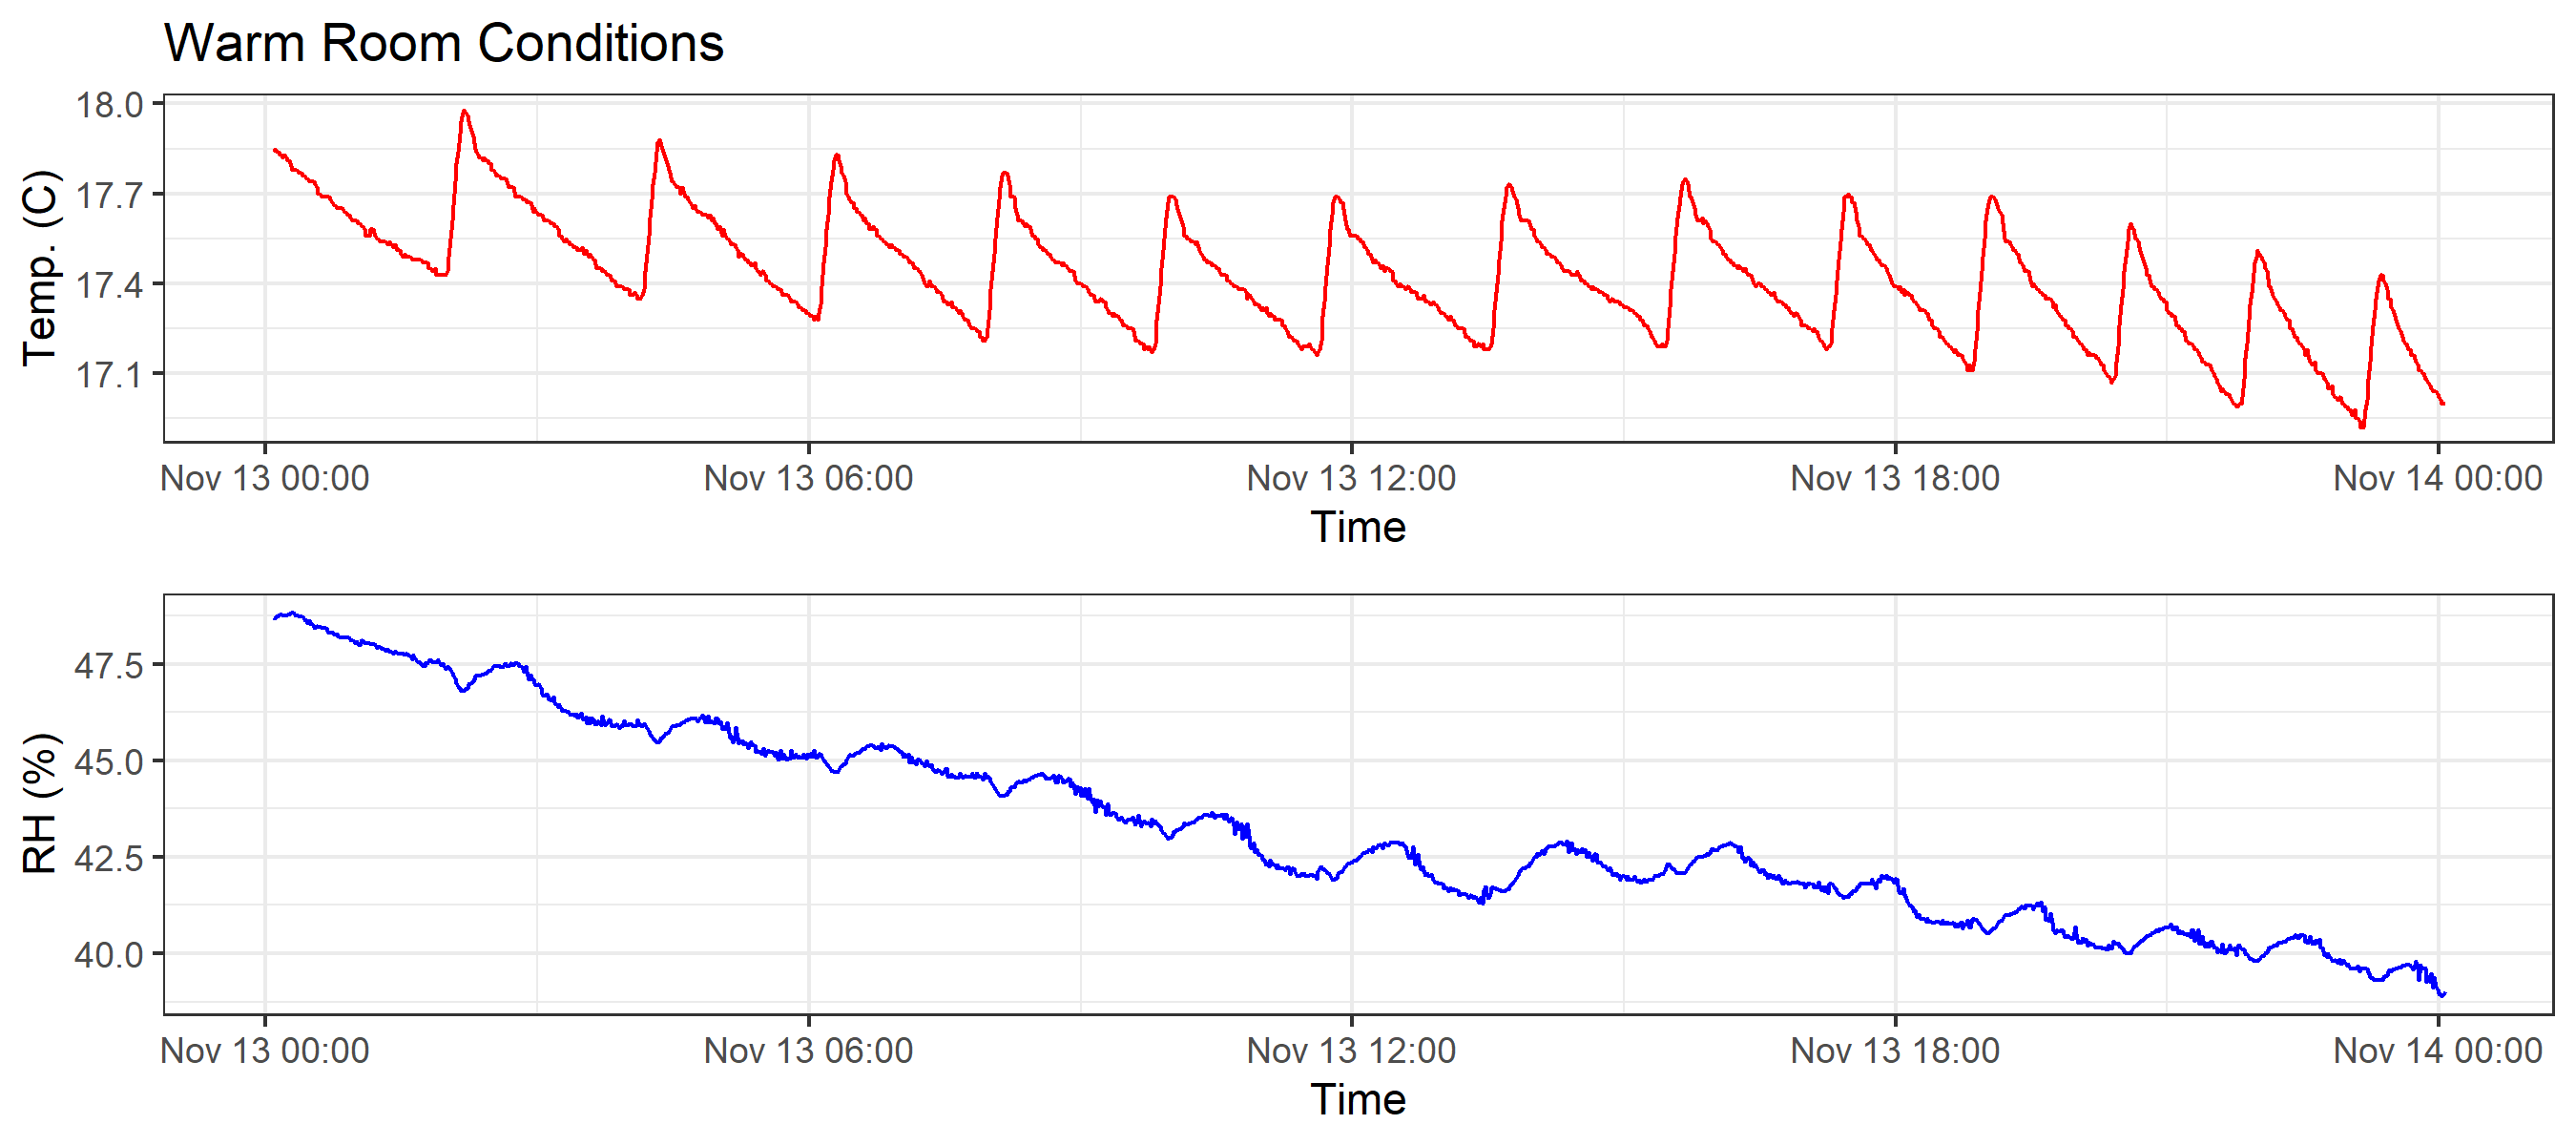 Warm Room Conditions
18.0
17.7
17.4
17.1
Temp. (C)
Nov 13 00:00 Nov 13 06:00 Nov 13 12:00 Nov 13 18:00 Nov 14 00:00
Time
47.5
45.0
42.5
40.0
RH (%)
Nov 13 00:00 Nov 13 06:00 Nov 13 12:00 Nov 13 18:00 Nov 14 00:00
Time